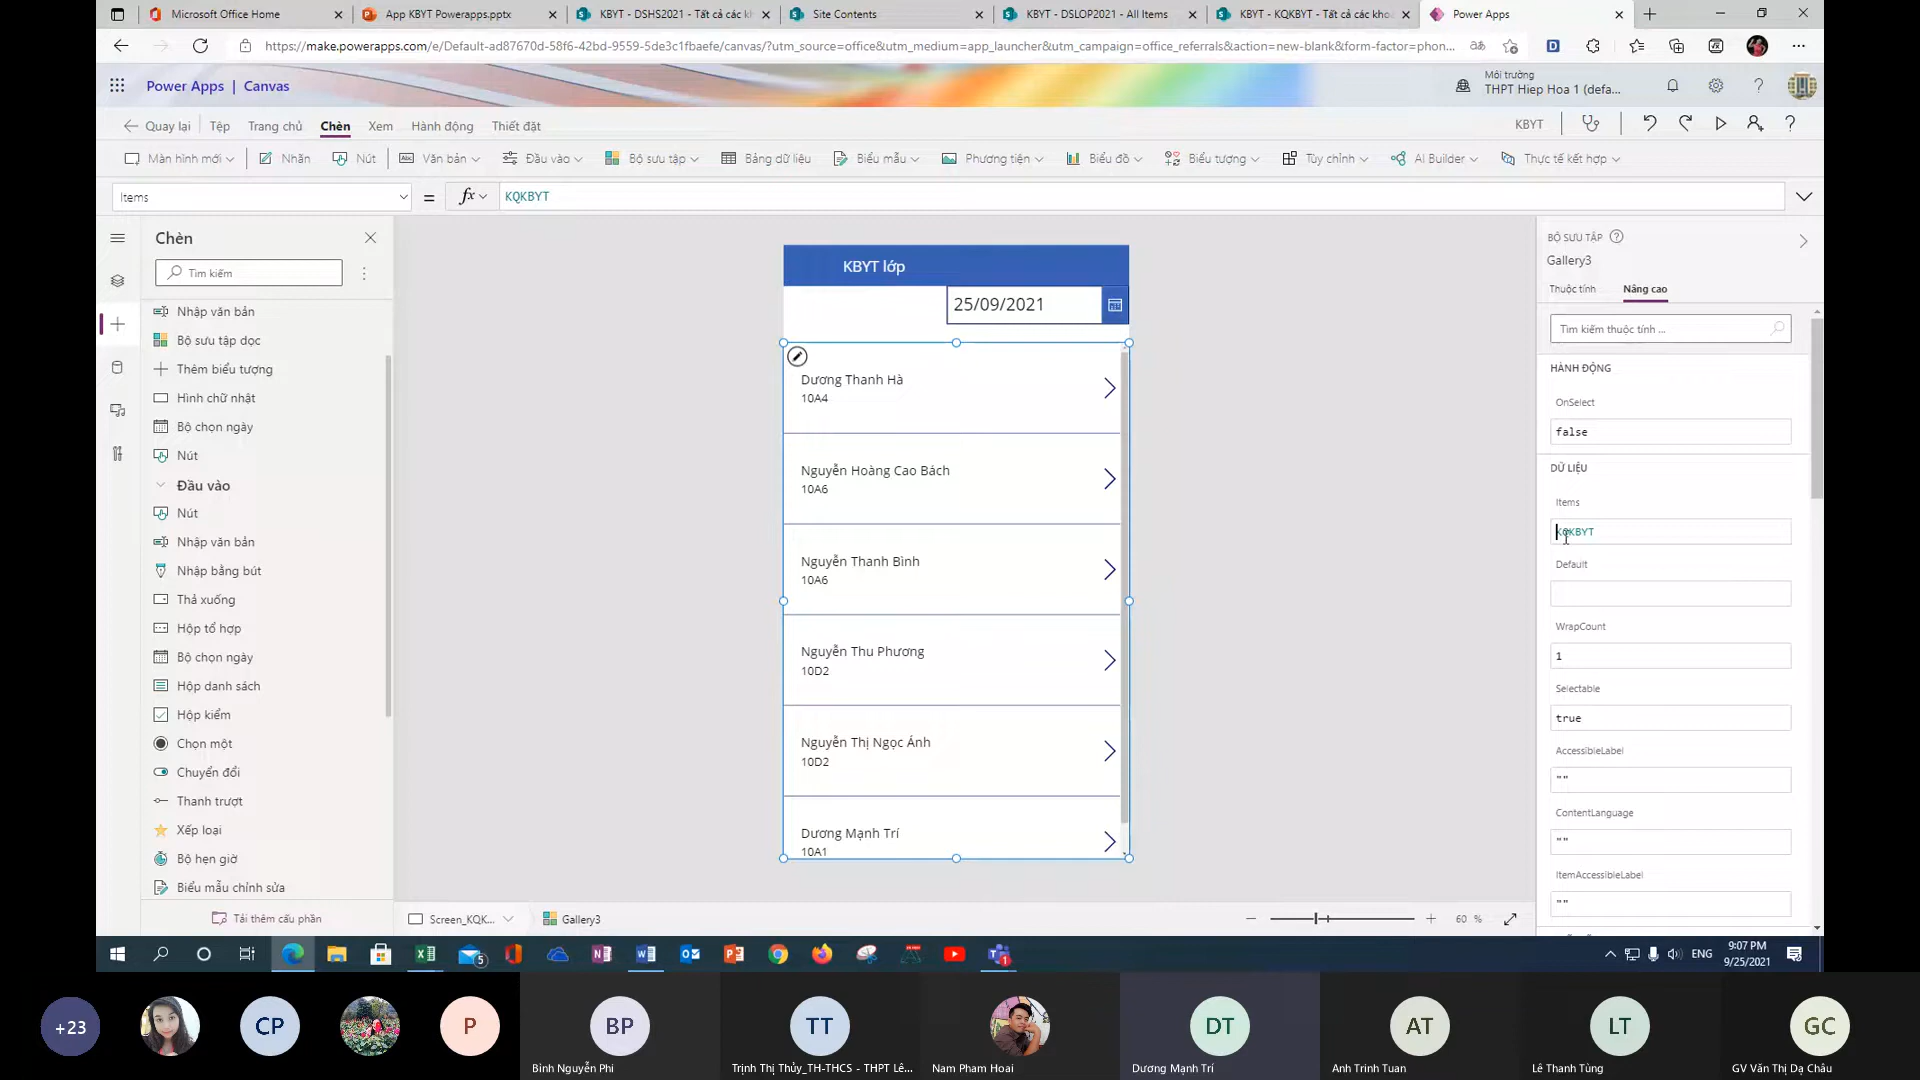 Microsoft Office Home
App KBYT Powerapps.pptx
KBYT - DSHS2021 - Tất cả các kh
Site Contents
KBYT - DSLOP2021 - All Items
KBYT - KQKBYT - Tất cả các kho
Power Apps
https://make.powerapps.com/e/Default-ad87670d-58f6-42bd-9559-5de3c1fbaefe/canvas/?utm_source=office&utm_medium=app_launcher&utm_campaign=office_referrals&action=new-blank&form-factor=phon...
Power Apps | Canvas
Môi trường
THPT Hiep Hoa 1 (defa...
Quay lại
Tệp
Trang chủ
Chèn
Xem
Hành động
Thiết đặt
KBYT
Màn hình mới
Nhãn
Nút
Văn bản
Đầu vào
Bộ sưu tập
Bảng dữ liệu
Biểu mẫu
Phương tiện
Biểu đồ
Biểu tượng
Tùy chỉnh
AI Builder
Thực tế kết hợp
Items
=
fx
KQKBYT
Chèn
Tìm kiếm
Nhập văn bản
Bộ sưu tập dọc
Thêm biểu tượng
Hình chữ nhật
Bộ chọn ngày
Nút
Đầu vào
Nút
Nhập văn bản
Nhập bằng bút
Thả xuống
Hộp tổ hợp
Bộ chọn ngày
Hộp danh sách
Hộp kiểm
Chọn một
Chuyển đổi
Thanh trượt
Xếp loại
Bộ hẹn giờ
Biểu mẫu chỉnh sửa
Tải thêm cấu phần
KBYT lớp
25/09/2021
Dương Thanh Hà
10A4
Nguyễn Hoàng Cao Bách
10A6
Nguyễn Thanh Bình
10A6
Nguyễn Thu Phương
10D2
Nguyễn Thị Ngọc Ánh
10D2
Dương Mạnh Trí
10A1
Screen_KQK...
Gallery3
60 %
BỘ SƯU TẬP
Gallery3
Thuộc tính
Nâng cao
Tìm kiếm thuộc tính ...
HÀNH ĐỘNG
OnSelect
false
DỮ LIỆU
Items
KQKBYT
Default
WrapCount
1
Selectable
true
AccessibleLabel
""
ContentLanguage
""
ItemAccessibleLabel
""
5
1
ENG
9:07 PM
9/25/2021
+23
CP
P
BP
Bình Nguyễn Phi
TT
Trịnh Thị Thủy_TH-THCS - THPT Lê...
Nam Pham Hoai
DT
Dương Mạnh Trí
AT
Anh Trinh Tuan
LT
Lê Thanh Tùng
GC
GV Văn Thị Dạ Châu